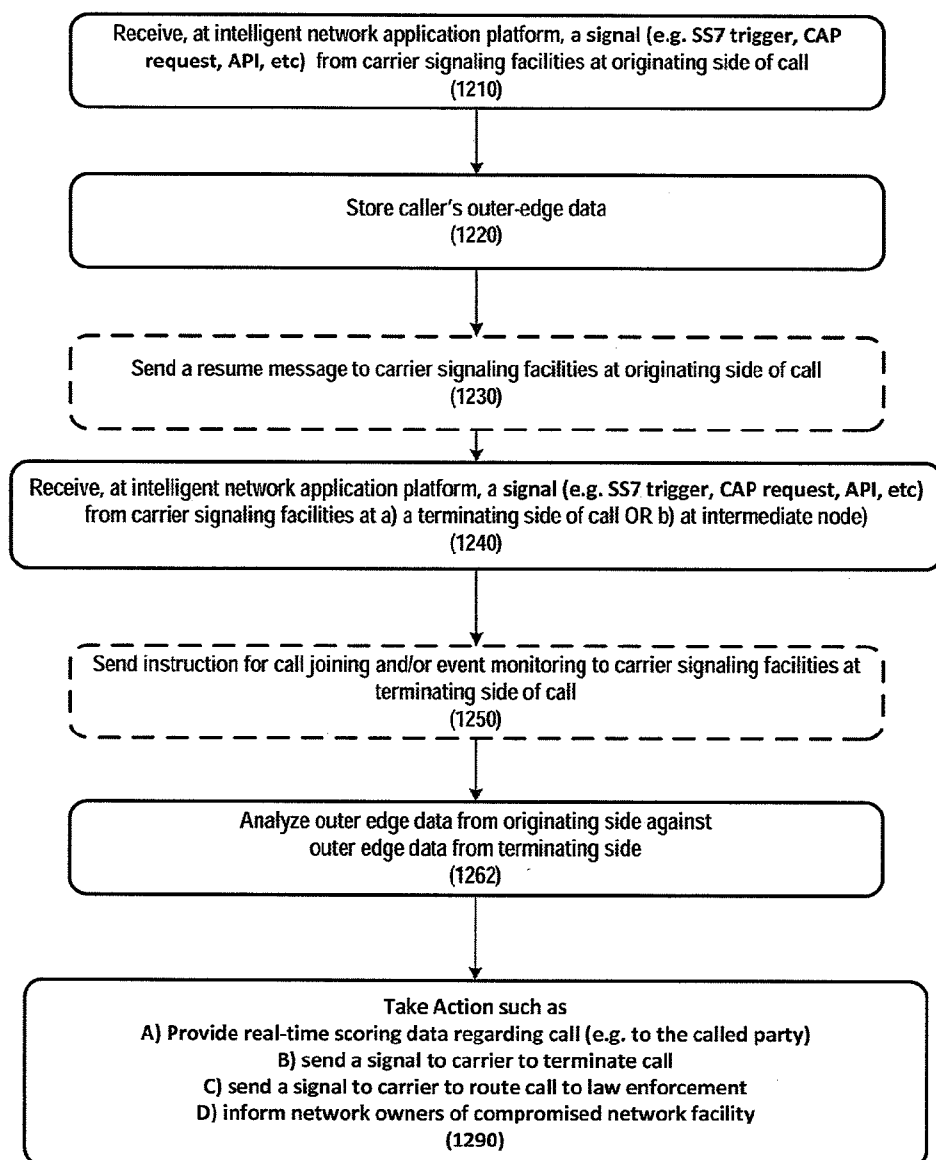 Receive, at intelligent network application platform, a signal (e.g. SS7 trigger, CAP
request, API, etc) from carrier signaling facilities at originating side of call
(1210)
Store caller's outer-edge data
(1220)
Send a resume message to carrier signaling facilities at originating side of call
(1230)
Receive, at intelligent network application platform, a signal (e.g. SS7 trigger, CAP request, API, etc)
from carrier signaling facilities at a) a terminating side of call OR b) at intermediate node)
(1240)
Send instruction for call joining and/or event monitoring to carrier signaling facilities at
terminating side of call
(1250)
Analyze outer edge data from originating side against
outer edge data from terminating side
(1262)
Take Action such as
A) Provide real-time scoring data regarding call (e.g. to the called party)
B) send a signal to carrier to terminate call
C) send a signal to carrier to route call to law enforcement
D) inform network owners of compromised network facility
(1290)